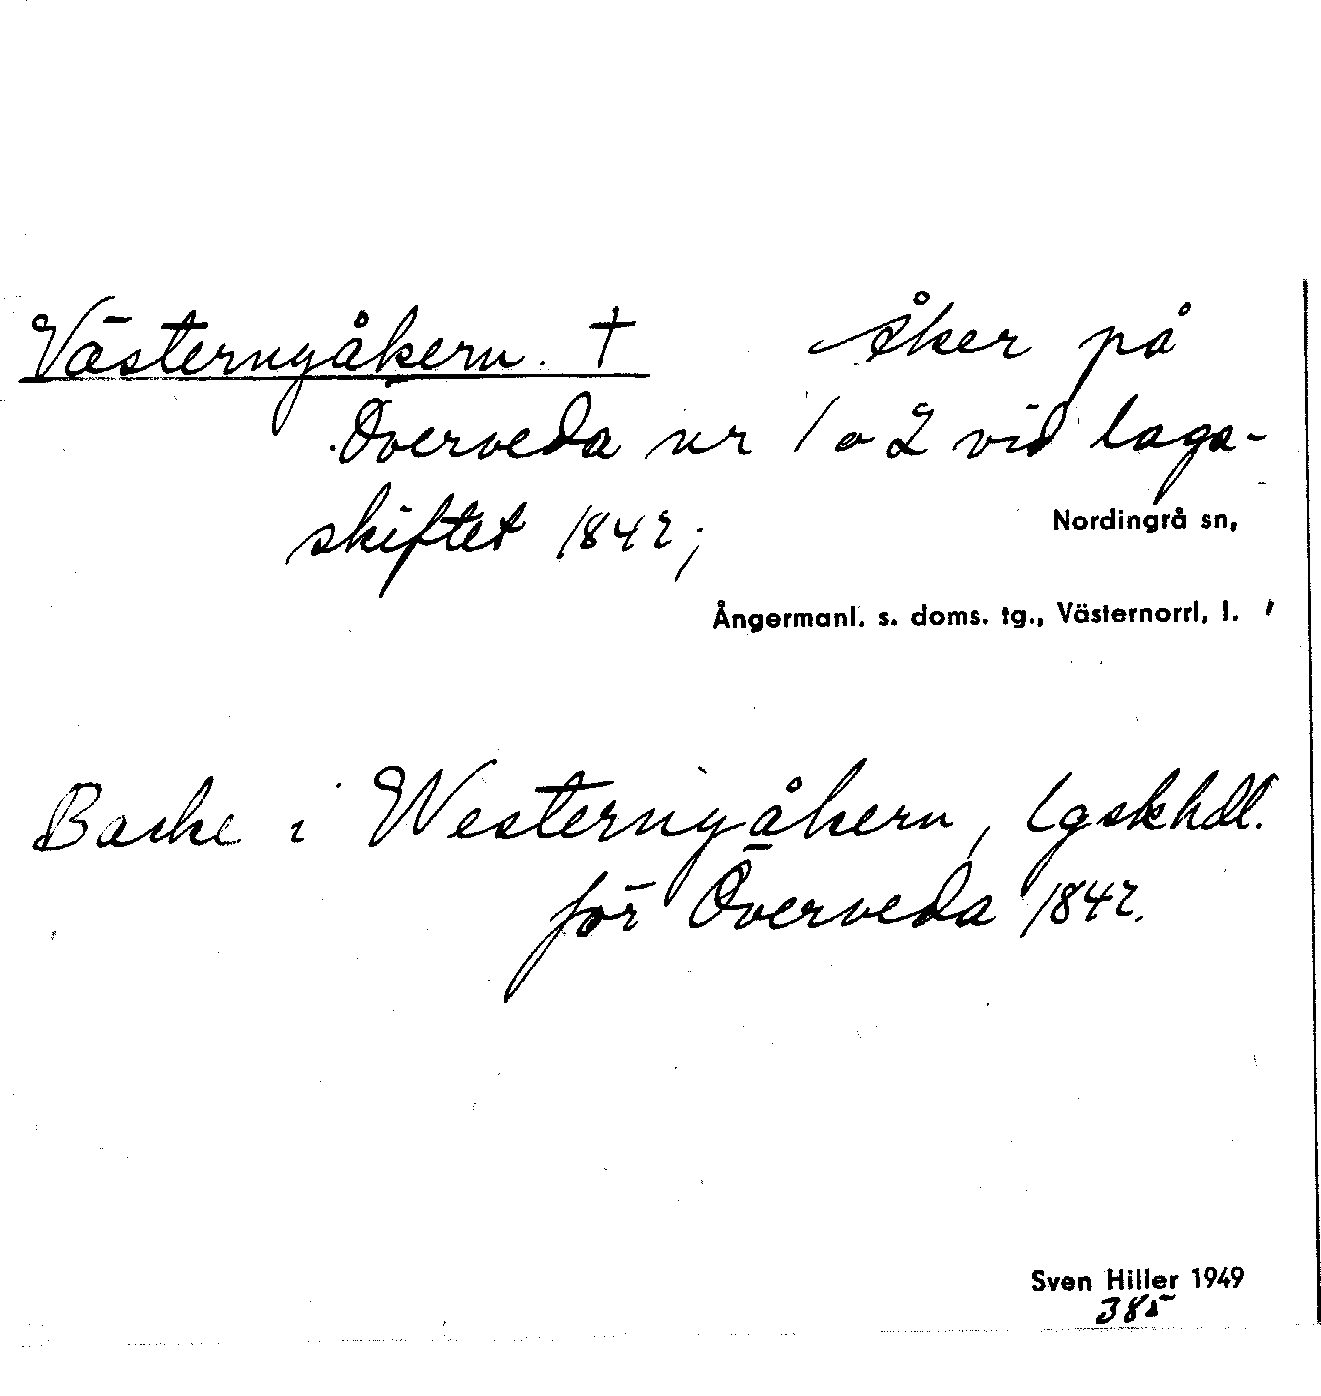 Västernyåkern. † åker på
Överveda nr 1 o 2 vid laga-
skiftet 1842;
Nordingrå sn,
Ångermanl. s. doms. tg., Västernorrl. l.
Backe i Westernyåkern, Lgskhdl.
för Överveda 1842.
Sven Hiller 1949
385